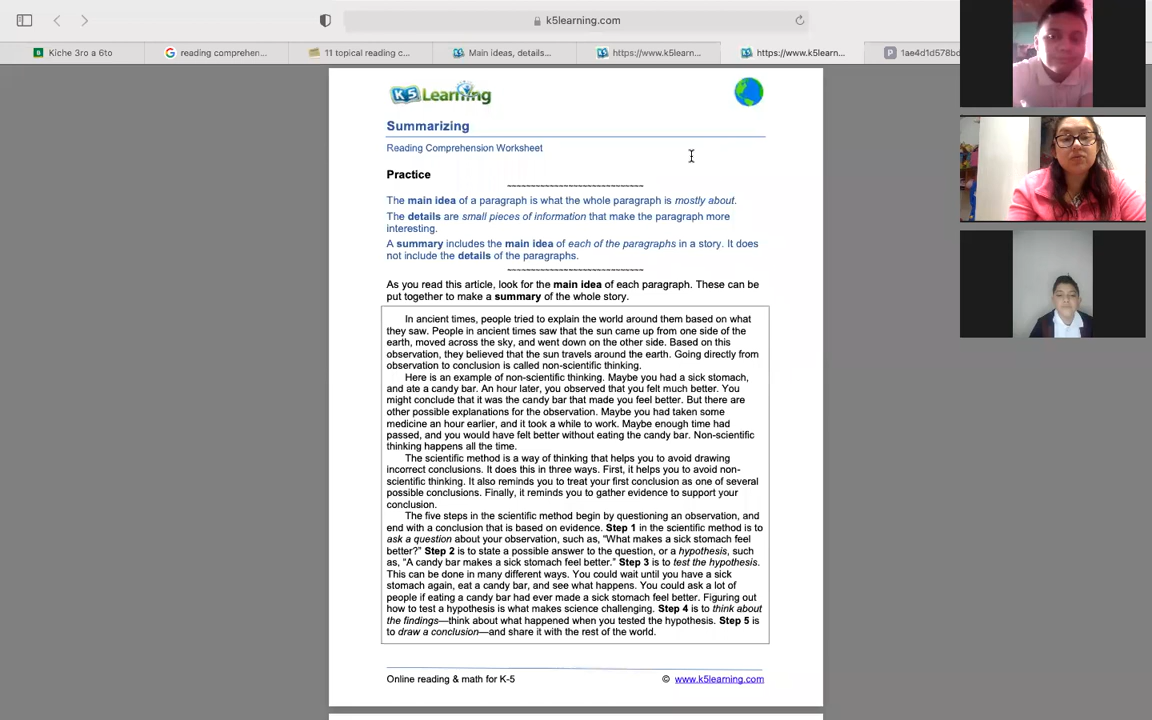 k5learning.com
Kiche 3ro a 6to
reading comprehen...
11 topical reading c...
Main ideas, details...
https://www.k5learn...
https://www.k5learn...
1ae4d1d578bd
K5 Learning
Summarizing
Reading Comprehension Worksheet
Practice
~~~~~~~~~~~~~~~~~~~~~~~~~~~~~
The main idea of a paragraph is what the whole paragraph is mostly about.
The details are small pieces of information that make the paragraph more
interesting.
A summary includes the main idea of each of the paragraphs in a story. It does
not include the details of the paragraphs.
~~~~~~~~~~~~~~~~~~~~~~~~~~~~~
As you read this article, look for the main idea of each paragraph. These can be
put together to make a summary of the whole story.
In ancient times, people tried to explain the world around them based on what
they saw. People in ancient times saw that the sun came up from one side of the
earth, moved across the sky, and went down on the other side. Based on this
observation, they believed that the sun travels around the earth. Going directly from
observation to conclusion is called non-scientific thinking.
Here is an example of non-scientific thinking. Maybe you had a sick stomach,
and ate a candy bar. An hour later, you observed that you felt much better. You
might conclude that it was the candy bar that made you feel better. But there are
other possible explanations for the observation. Maybe you had taken some
medicine an hour earlier, and it took a while to work. Maybe enough time had
passed, and you would have felt better without eating the candy bar. Non-scientific
thinking happens all the time.
The scientific method is a way of thinking that helps you to avoid drawing
incorrect conclusions. It does this in three ways. First, it helps you to avoid non-
scientific thinking. It also reminds you to treat your first conclusion as one of several
possible conclusions. Finally, it reminds you to gather evidence to support your
conclusion.
The five steps in the scientific method begin by questioning an observation, and
end with a conclusion that is based on evidence. Step 1 in the scientific method is to
ask a question about your observation, such as, “What makes a sick stomach feel
better?” Step 2 is to state a possible answer to the question, or a hypothesis, such
as, “A candy bar makes a sick stomach feel better.” Step 3 is to test the hypothesis.
This can be done in many different ways. You could wait until you have a sick
stomach again, eat a candy bar, and see what happens. You could ask a lot of
people if eating a candy bar had ever made a sick stomach feel better. Figuring out
how to test a hypothesis is what makes science challenging. Step 4 is to think about
the findings—think about what happened when you tested the hypothesis. Step 5 is
to draw a conclusion—and share it with the rest of the world.
Online reading & math for K-5
© www.k5learning.com